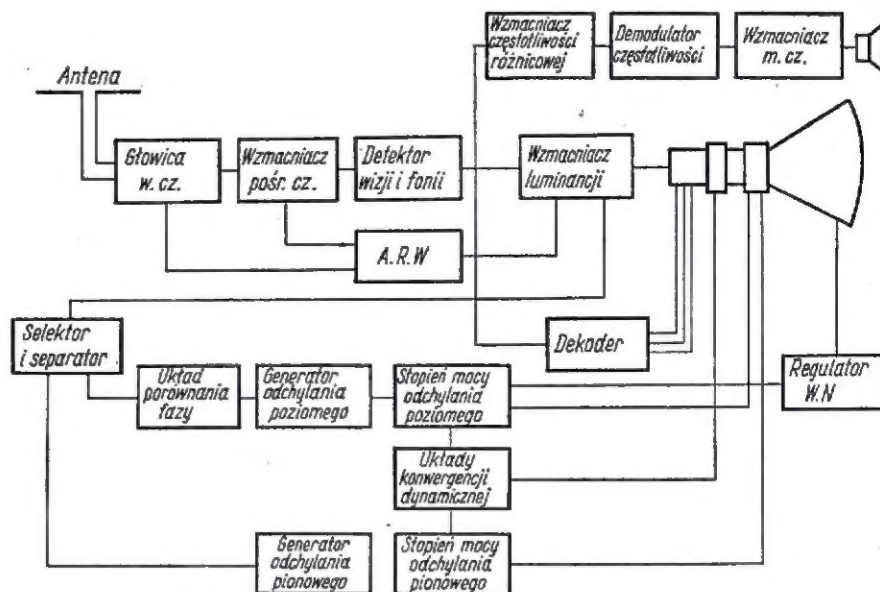 Wzmacniacz
częstotliwości
różnicowej
Demodulator
częstotliwości
Wzmacniacz
m. cz.
Antena
Głowica
w. cz.
Wzmacniacz
pośr. cz.
Detektor
wizji i fonii
Wzmacniacz
luminancji
A.R.W
Selektor
i separator
Dekoder
Regulator
W.N
Układ
porównania
fazy
Generator
odchylania
poziomego
Stopień mocy
odchylania
poziomego
Układy
konwergencji
dynamicznej
Generator
odchylania
pionowego
Stopień mocy
odchylania
pionowego